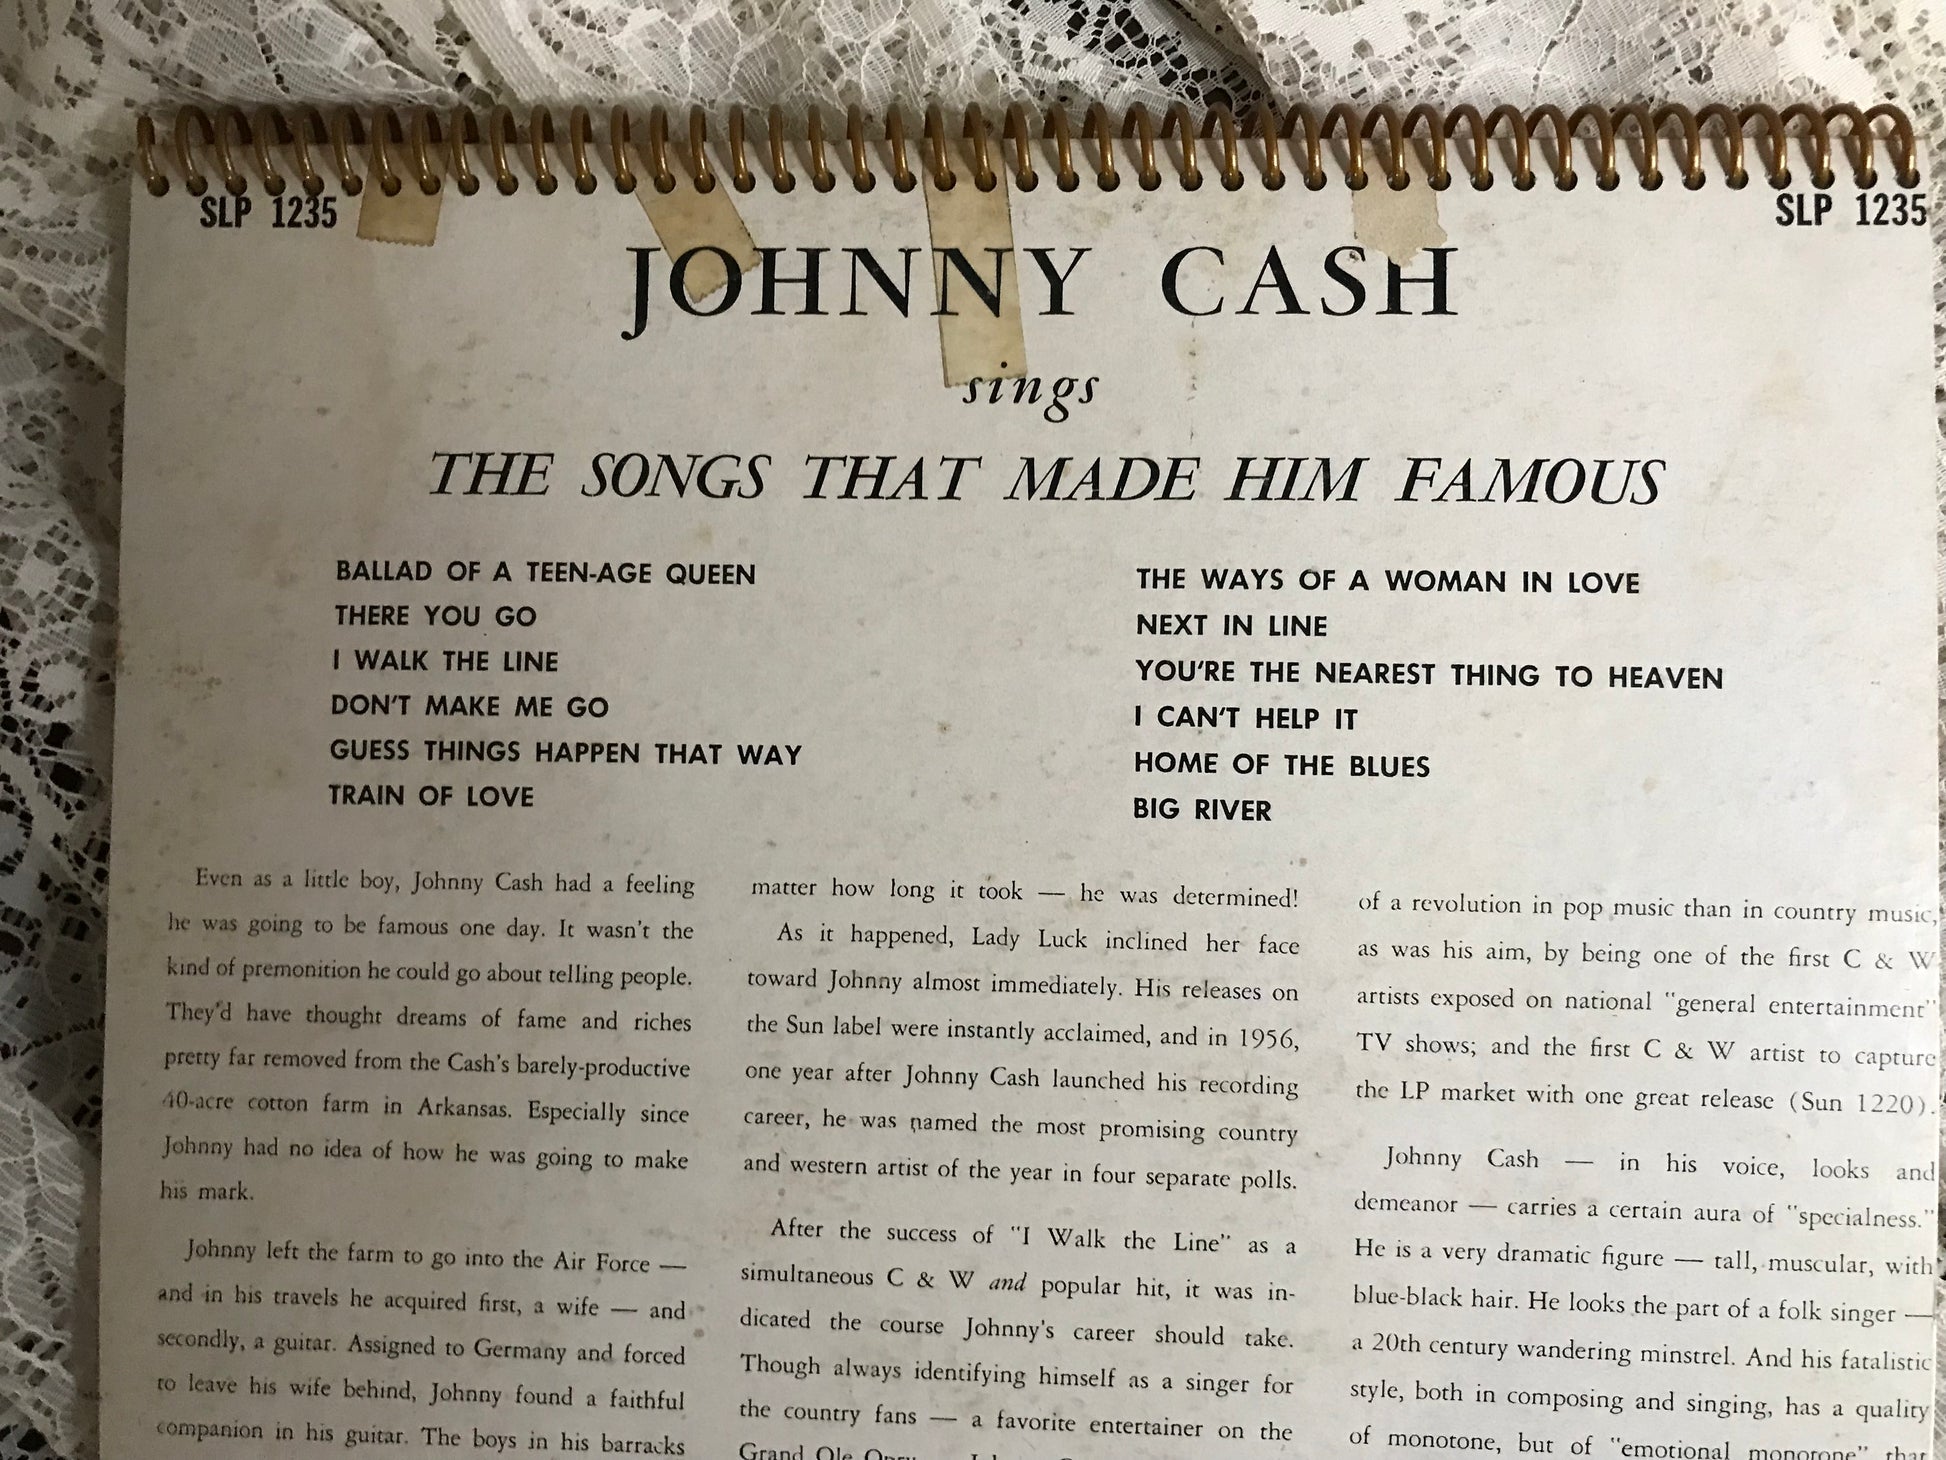 SLP 1235
SLP 1235
JOHNNY CASH
sings
THE SONGS THAT MADE HIM FAMOUS
BALLAD OF A TEEN-AGE QUEEN
THERE YOU GO
I WALK THE LINE
DON'T MAKE ME GO
GUESS THINGS HAPPEN THAT WAY
TRAIN OF LOVE
THE WAYS OF A WOMAN IN LOVE
NEXT IN LINE
YOU'RE THE NEAREST THING TO HEAVEN
I CAN'T HELP IT
HOME OF THE BLUES
BIG RIVER
Even as a little boy, Johnny Cash had a feeling
he was going to be famous one day. It wasn't the
kind of premonition he could go about telling people.
They'd have thought dreams of fame and riches
pretty far removed from the Cash's barely-productive
40-acre cotton farm in Arkansas. Especially since
Johnny had no idea of how he was going to make
his mark.
Johnny left the farm to go into the Air Force —
and in his travels he acquired first, a wife — and
secondly, a guitar. Assigned to Germany and forced
to leave his wife behind, Johnny found a faithful
companion in his guitar. The boys in his barracks
matter how long it took — he was determined!
As it happened, Lady Luck inclined her face
toward Johnny almost immediately. His releases on
the Sun label were instantly acclaimed, and in 1956,
one year after Johnny Cash launched his recording
career, he was named the most promising country
and western artist of the year in four separate polls.
After the success of "I Walk the Line" as a
simultaneous C & W and popular hit, it was in-
dicated the course Johnny's career should take.
Though always identifying himself as a singer for
the country fans — a favorite entertainer on the
Grand Ole Opry
of a revolution in pop music than in country music,
as was his aim, by being one of the first C & W
artists exposed on national "general entertainment"
TV shows; and the first C & W artist to capture
the LP market with one great release (Sun 1220).
Johnny Cash — in his voice, looks and
demeanor — carries a certain aura of "specialness."
He is a very dramatic figure — tall, muscular, with
blue-black hair. He looks the part of a folk singer —
a 20th century wandering minstrel. And his fatalistic
style, both in composing and singing, has a quality
of monotone, but of "emotional monotone" that